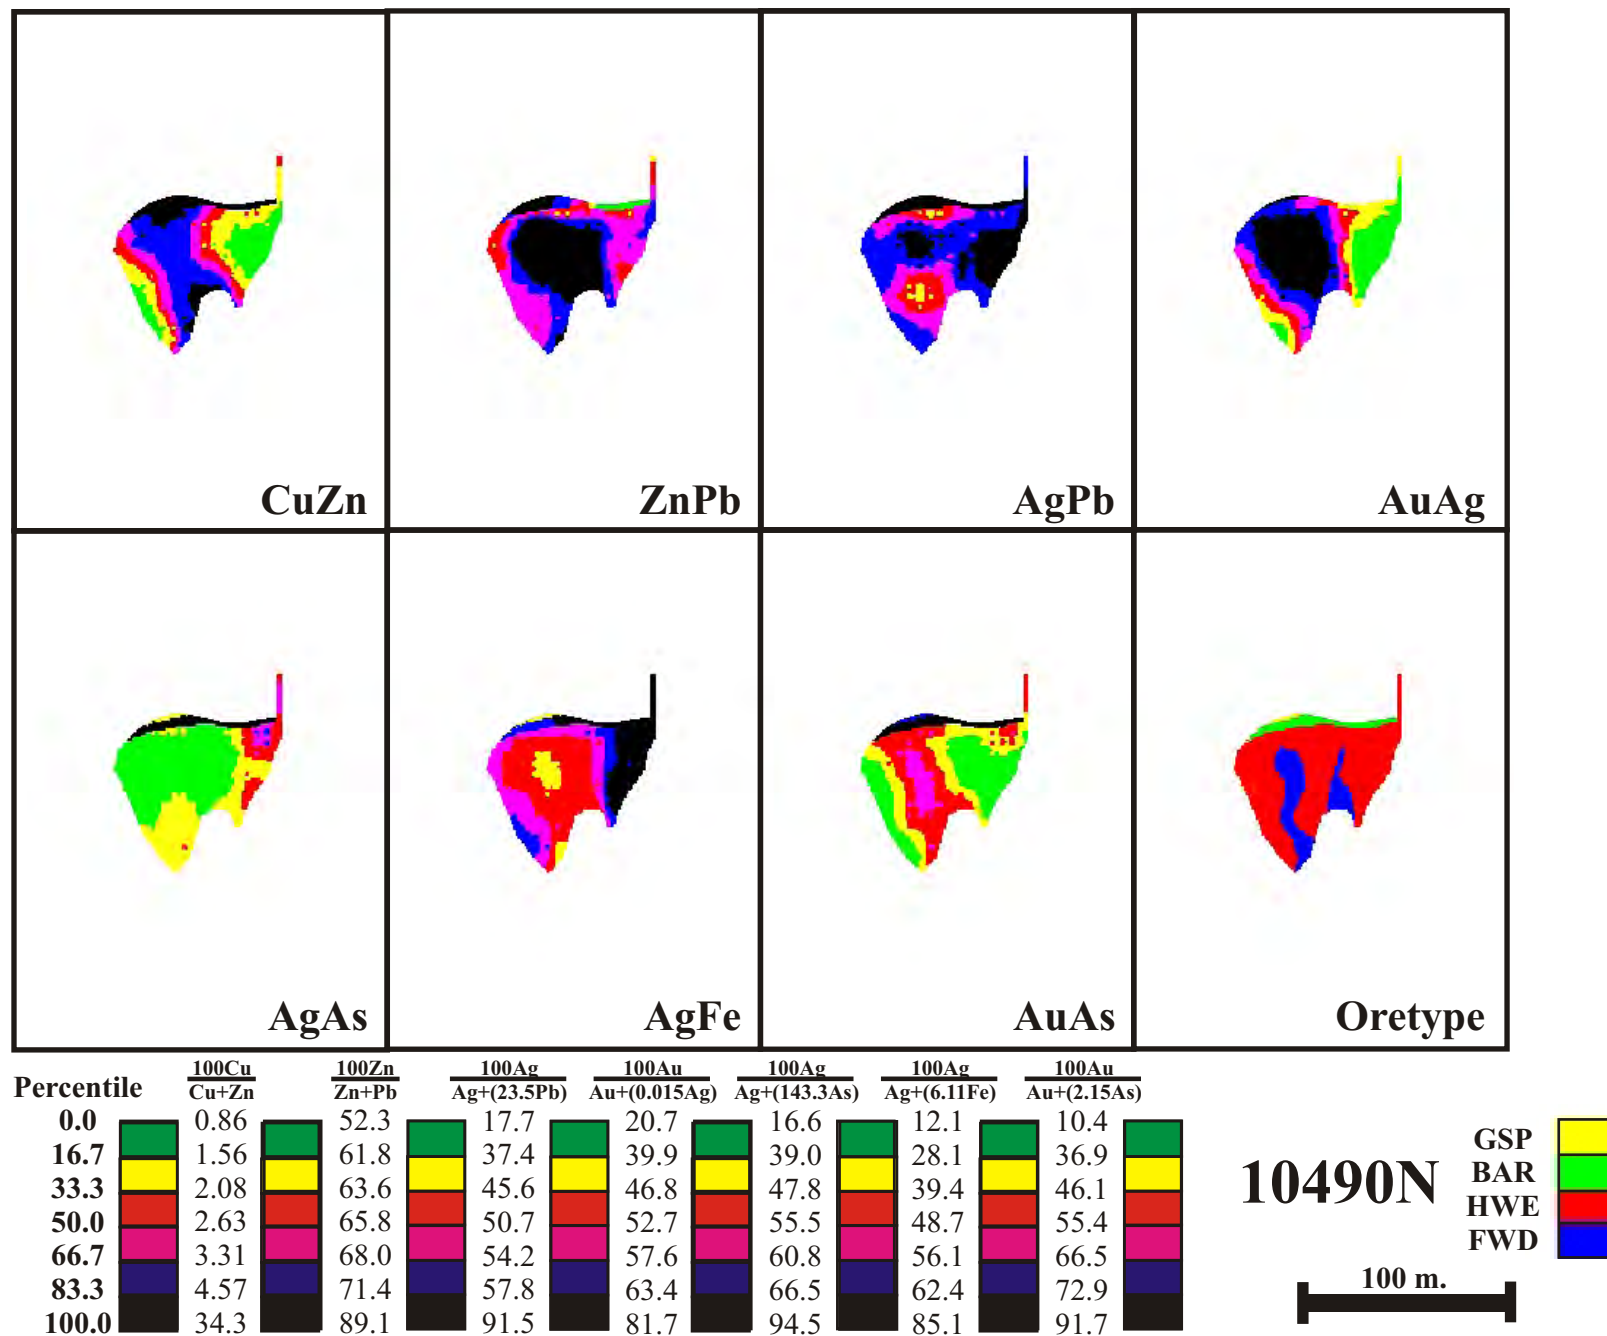 CuZn ZnPb AgPb AuAg
AgAs AgFe AuAs Oretype
Percentile 100Cu 100Zn 100Ag 100Au 100Ag 100Ag 100Au
Cu+Zn Zn+Pb Ag+(23.5Pb) Au+(0.015Ag) Ag+(143.3As) Ag+(6.11Fe) Au+(2.15As)
0.0 0.86 52.3 17.7 20.7 16.6 12.1 10.4
16.7 1.56 61.8 37.4 39.9 39.0 28.1 36.9
33.3 2.08 63.6 45.6 46.8 47.8 39.4 46.1
50.0 2.63 65.8 50.7 52.7 55.5 48.7 55.4
66.7 3.31 68.0 54.2 57.6 60.8 56.1 66.5
83.3 4.57 71.4 57.8 63.4 66.5 62.4 72.9
100.0 34.3 89.1 91.5 81.7 94.5 85.1 91.7
10490N
GSP
BAR
HWE
FWD
100 m.